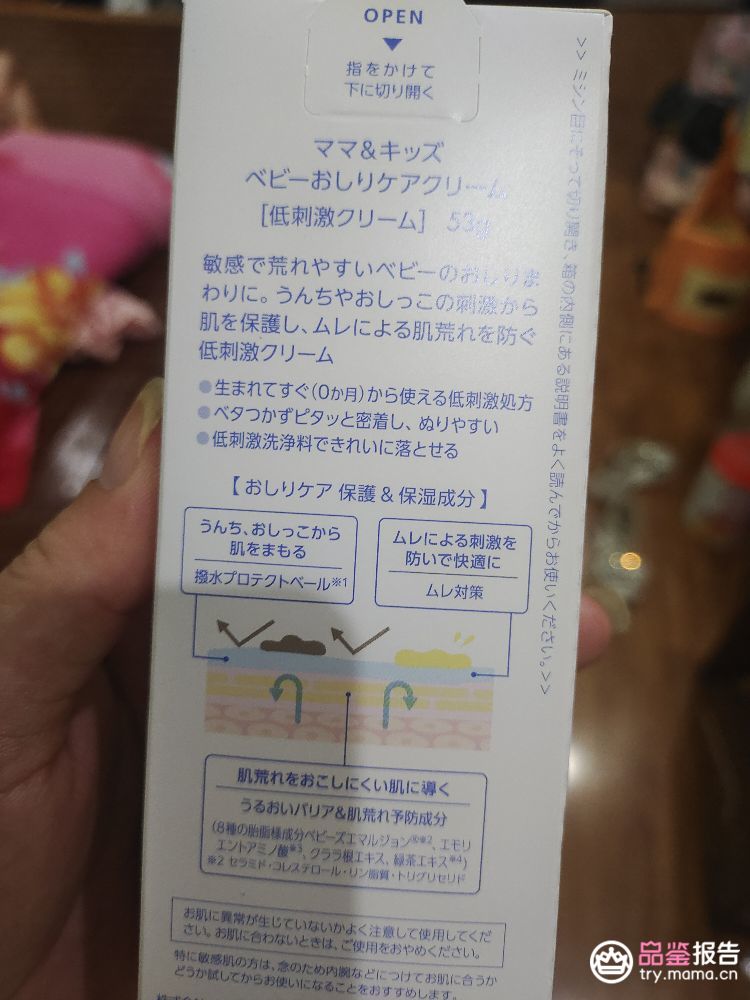 OPEN
指をかけて
下に切り開く
ママ&キッズ
ベビーおしりケアクリーム
[低刺激クリーム] 53g
敏感で荒れやすいベビーのおしりま
わりに。うんちやおしっこの刺激から
肌を保護し、ムレによる肌荒れを防ぐ
低刺激クリーム
●生まれてすぐ(0か月)から使える低刺激処方
●ベタつかずピタッと密着し、ぬりやすい
●低刺激洗浄料できれいに落とせる
【おしりケア 保護&保湿成分】
うんち、おしっこから
肌をまもる
撥水プロテクトベール※1
ムレによる刺激を
防いで快適に
ムレ対策
肌荒れをおこしにくい肌に導く
うるおいバリア&肌荒れ予防成分
(8種の胎脂様成分ベビーズエマルジョン®※2、エモリ
エントアミノ酸※3、クララ根エキス、緑茶エキス※4)
※2 セラミド・コレステロール・リン脂質・トリグリセリド
お肌に異常が生じていないかよく注意して使用してくだ
さい。お肌に合わないときは、ご使用をおやめください。
特に敏感肌の方は、念のため内腕などにつけてお肌に合うか
どうか試してからお使いになることをおすすめします。
>> ミシン目にそって切り開き、箱の内側にある説明書をよく読んでからお使いください。>>
品鉴报告
try.mama.cn